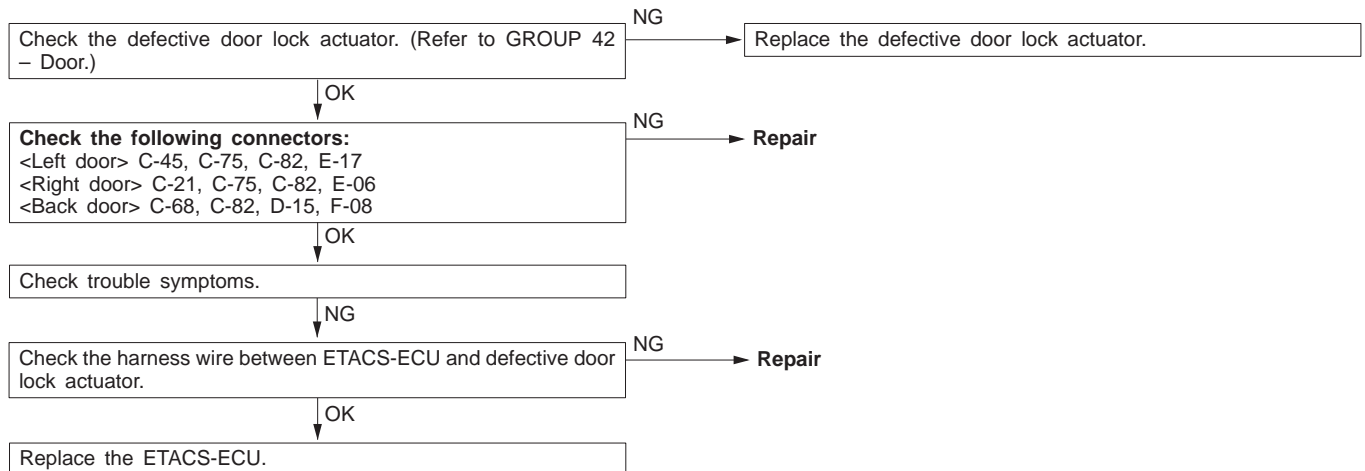 NG
Check the defective door lock actuator. (Refer to GROUP 42
– Door.)
Replace the defective door lock actuator.
OK
Check the following connectors:
<Left door> C-45, C-75, C-82, E-17
<Right door> C-21, C-75, C-82, E-06
<Back door> C-68, C-82, D-15, F-08
NG
Repair
OK
Check trouble symptoms.
NG
Check the harness wire between ETACS-ECU and defective door
lock actuator.
NG
Repair
OK
Replace the ETACS-ECU.